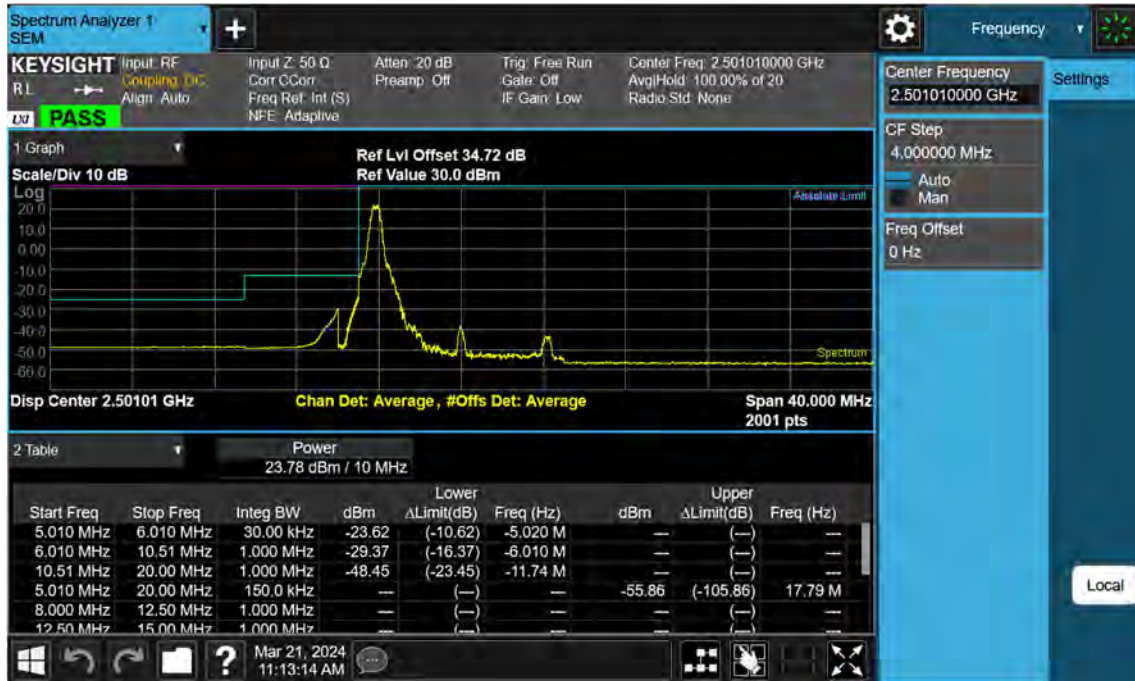 Spectrum Analyzer 1
SEM
+
Frequency
KEYSIGHT
RL
LXI
PASS
Input: RF
Coupling: DC
Align: Auto
Input Z: 50 Ω
Corr CCorr
Freq Ref: Int (S)
NFE: Adaptive
Atten: 20 dB
Preamp: Off
Trig: Free Run
Gate: Off
IF Gain: Low
Center Freq: 2.501010000 GHz
Avg|Hold: 100.00% of 20
Radio Std: None
Center Frequency
2.501010000 GHz
Settings
CF Step
4.000000 MHz
Auto
Man
Freq Offset
0 Hz
1 Graph
Scale/Div 10 dB
Ref Lvl Offset 34.72 dB
Ref Value 30.0 dBm
Log
Absolute Limit
20.0
10.0
0.00
-10.0
-20.0
-30.0
-40.0
-50.0
-60.0
Spectrum
Disp Center 2.50101 GHz
Chan Det: Average, #Offs Det: Average
Span 40.000 MHz
2001 pts
2 Table
Power
23.78 dBm / 10 MHz
Lower Upper
Start Freq Stop Freq Integ BW dBm ΔLimit(dB) Freq (Hz) dBm ΔLimit(dB) Freq (Hz)
5.010 MHz 6.010 MHz 30.00 kHz -23.62 (-10.62) -5.020 M --- (---) ---
6.010 MHz 10.51 MHz 1.000 MHz -29.37 (-16.37) -6.010 M --- (---) ---
10.51 MHz 20.00 MHz 1.000 MHz -48.45 (-23.45) -11.74 M --- (---) ---
5.010 MHz 20.00 MHz 150.0 kHz --- (---) --- -55.86 (-105.86) 17.79 M
8.000 MHz 12.50 MHz 1.000 MHz --- (---) --- --- (---) ---
12.50 MHz 15.00 MHz 1.000 MHz --- (---) --- --- (---) ---
Local
?
Mar 21, 2024
11:13:14 AM